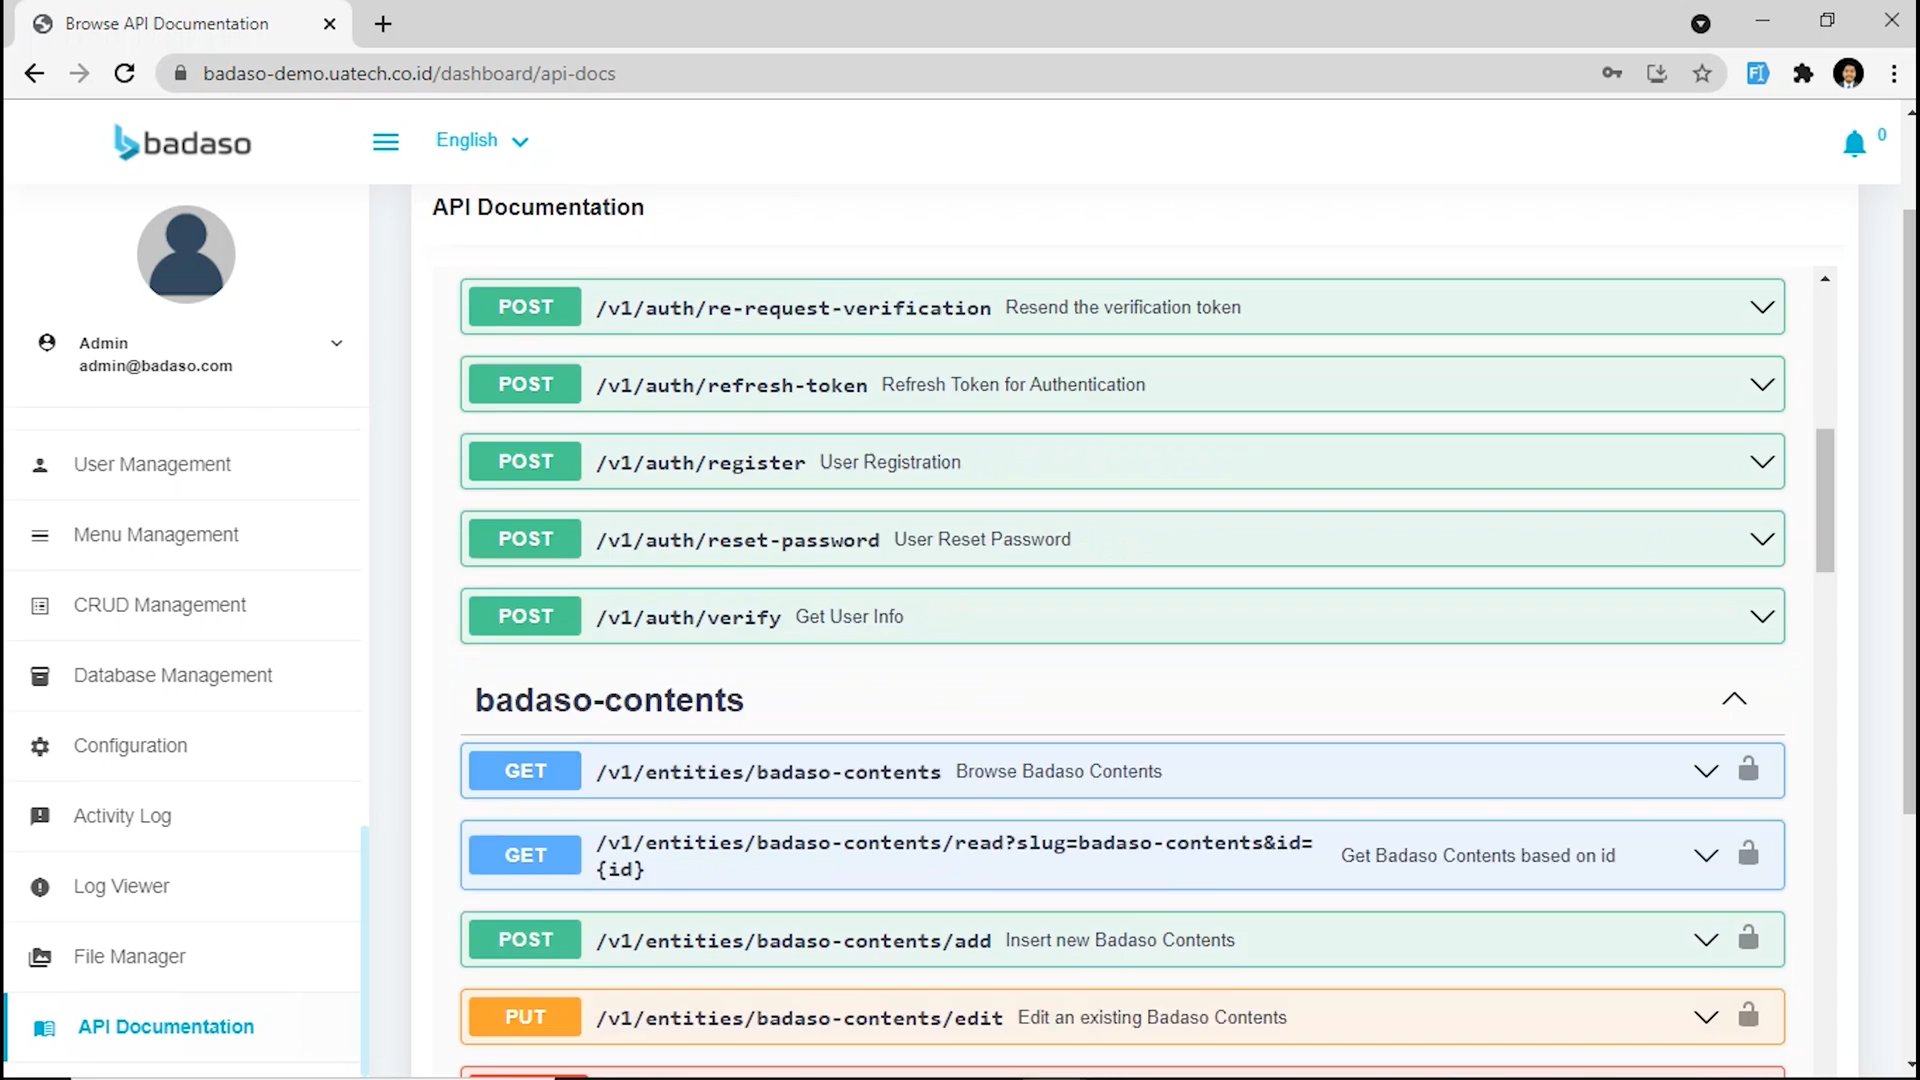 Browse API Documentation
badaso-demo.uatech.co.id/dashboard/api-docs
badaso
English
0
Admin
admin@badaso.com
User Management
Menu Management
CRUD Management
Database Management
Configuration
Activity Log
Log Viewer
File Manager
API Documentation
API Documentation
POST /v1/auth/re-request-verification Resend the verification token
POST /v1/auth/refresh-token Refresh Token for Authentication
POST /v1/auth/register User Registration
POST /v1/auth/reset-password User Reset Password
POST /v1/auth/verify Get User Info
badaso-contents
GET /v1/entities/badaso-contents Browse Badaso Contents
GET /v1/entities/badaso-contents/read?slug=badaso-contents&id=
{id} Get Badaso Contents based on id
POST /v1/entities/badaso-contents/add Insert new Badaso Contents
PUT /v1/entities/badaso-contents/edit Edit an existing Badaso Contents